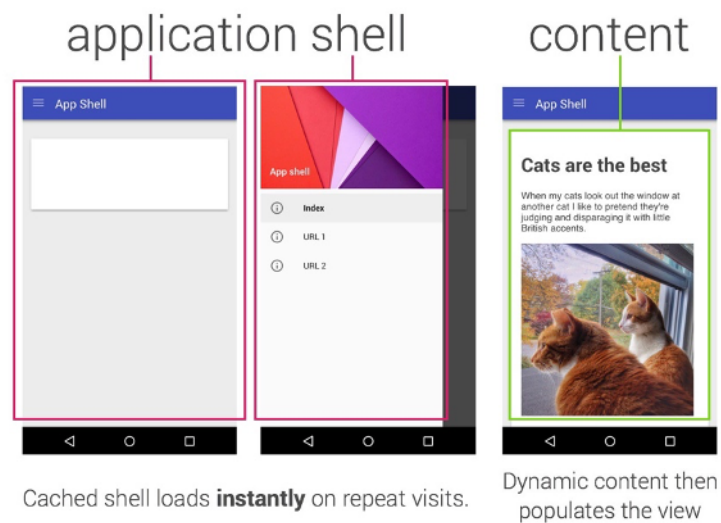 application shell
content
App Shell
App shell
Index
URL 1
URL 2
App Shell
Cats are the best
When my cats look out the window at
another cat I like to pretend they're
judging and disparaging it with little
British accents.
Cached shell loads instantly on repeat visits.
Dynamic content then
populates the view